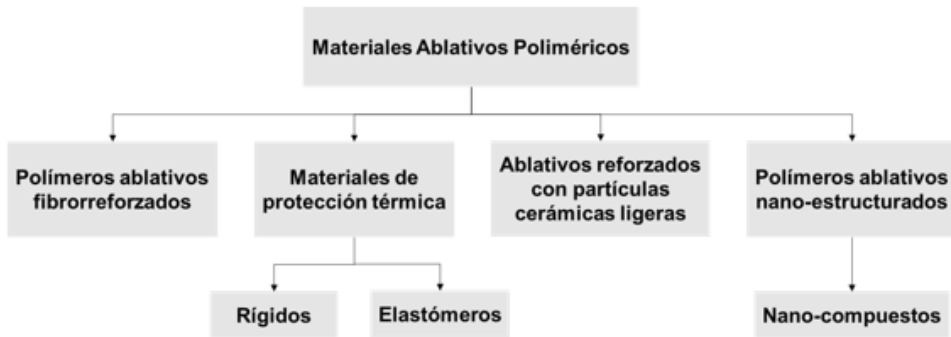 Materiales Ablativos Poliméricos
Polímeros ablativos
fibrorreforzados
Materiales de
protección térmica
Ablativos reforzados
con partículas
cerámicas ligeras
Polímeros ablativos
nano-estructurados
Rígidos
Elastómeros
Nano-compuestos